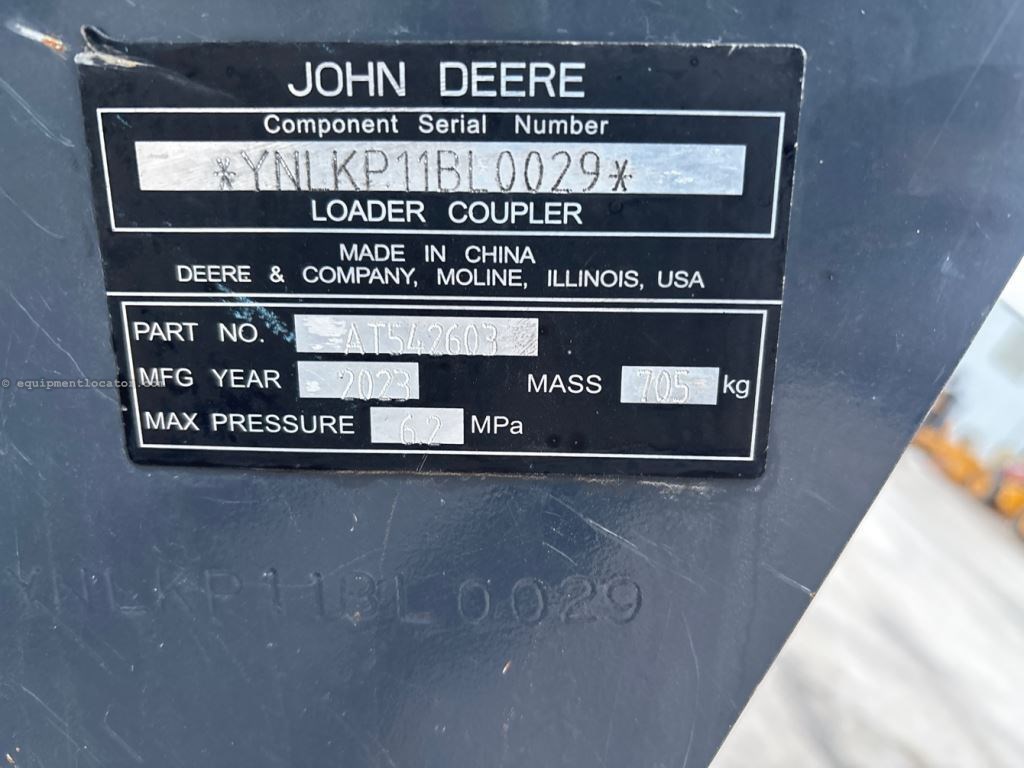 JOHN DEERE
Component Serial Number
*YNLKP11BL0029*
LOADER COUPLER
MADE IN CHINA
DEERE & COMPANY, MOLINE, ILLINOIS, USA
PART NO. AT542603
MFG YEAR 2023 MASS 705 kg
MAX PRESSURE 6.2 MPa
© equipmentlocator.com
YNLKP11BL0029